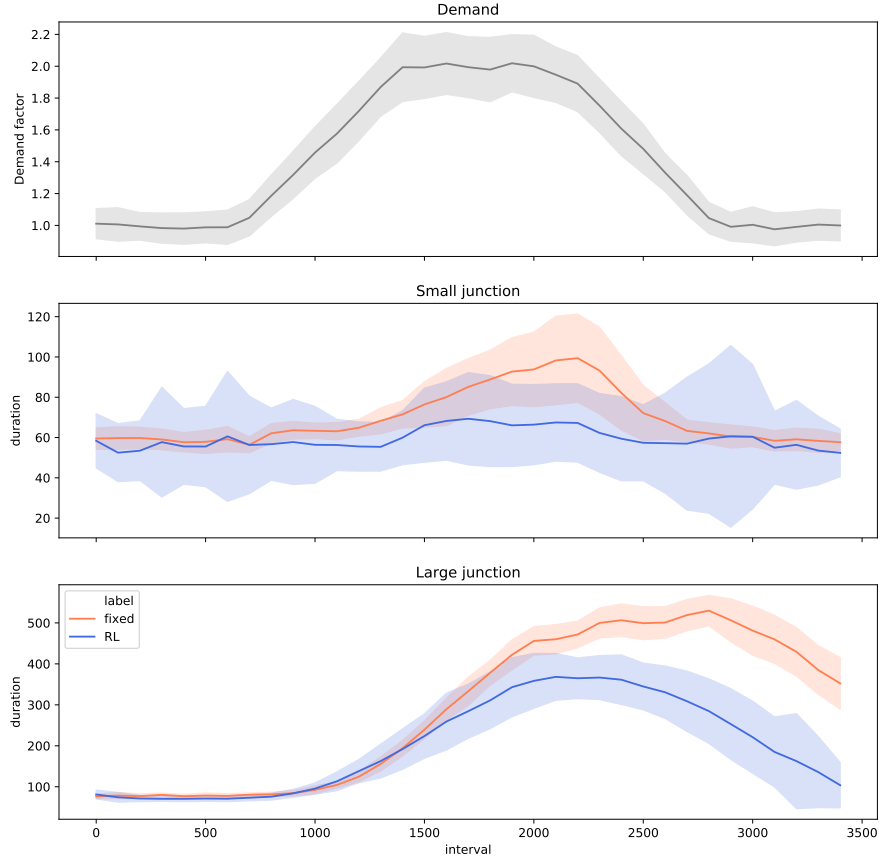 Demand
2.2
2.0
1.8
1.6
1.4
1.2
1.0
Demand factor
Small junction
120
100
80
60
40
20
duration
Large junction
label
fixed
RL
500
400
300
200
100
duration
0 500 1000 1500 2000 2500 3000 3500
interval